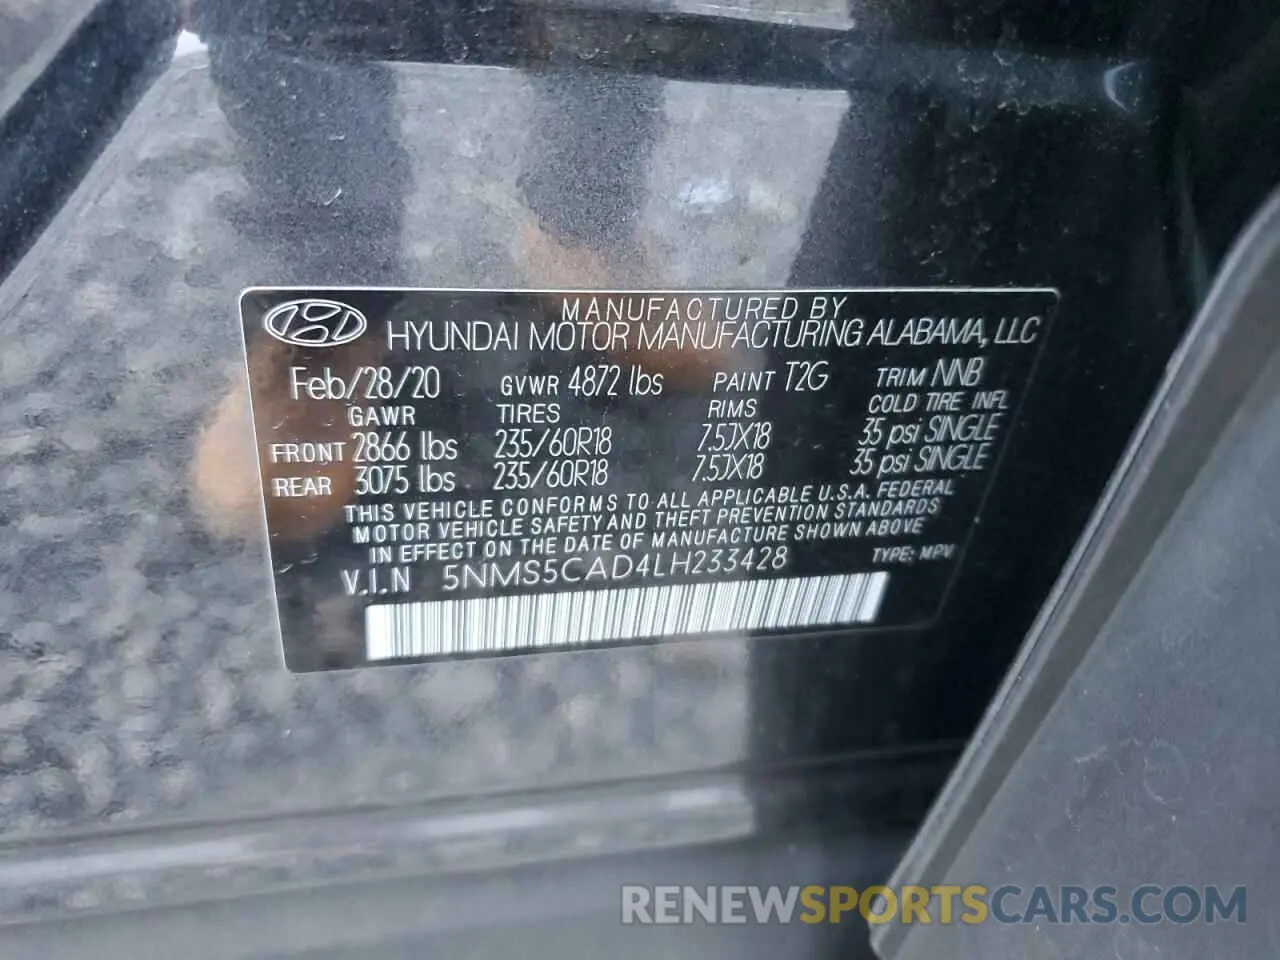 MANUFACTURED BY
HYUNDAI MOTOR MANUFACTURING ALABAMA, LLC
Feb/28/20 GVWR 4872 lbs PAINT T2G TRIM NNB
GAWR TIRES RIMS COLD TIRE INFL
FRONT 2866 lbs 235/60R18 7.5JX18 35 psi SINGLE
REAR 3075 lbs 235/60R18 7.5JX18 35 psi SINGLE
THIS VEHICLE CONFORMS TO ALL APPLICABLE U.S.A. FEDERAL
MOTOR VEHICLE SAFETY AND THEFT PREVENTION STANDARDS
IN EFFECT ON THE DATE OF MANUFACTURE SHOWN ABOVE
V.I.N 5NMS5CAD4LH233428 TYPE: MPV
RENEWSPORTSCARS.COM